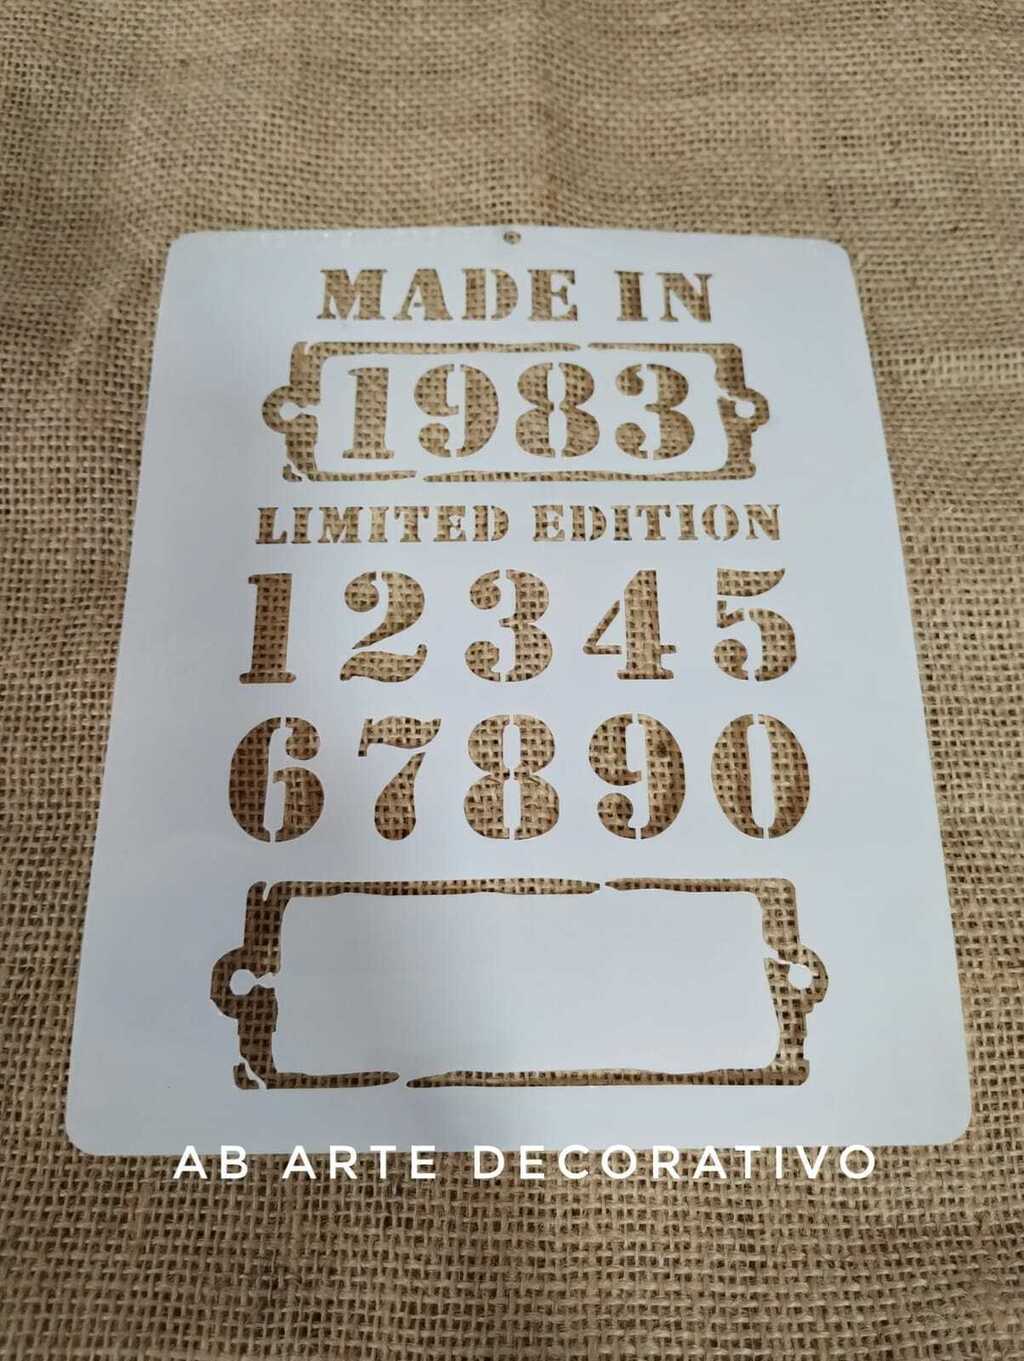 MADE IN
1983
LIMITED EDITION
12345
67890
AB ARTE DECORATIVO